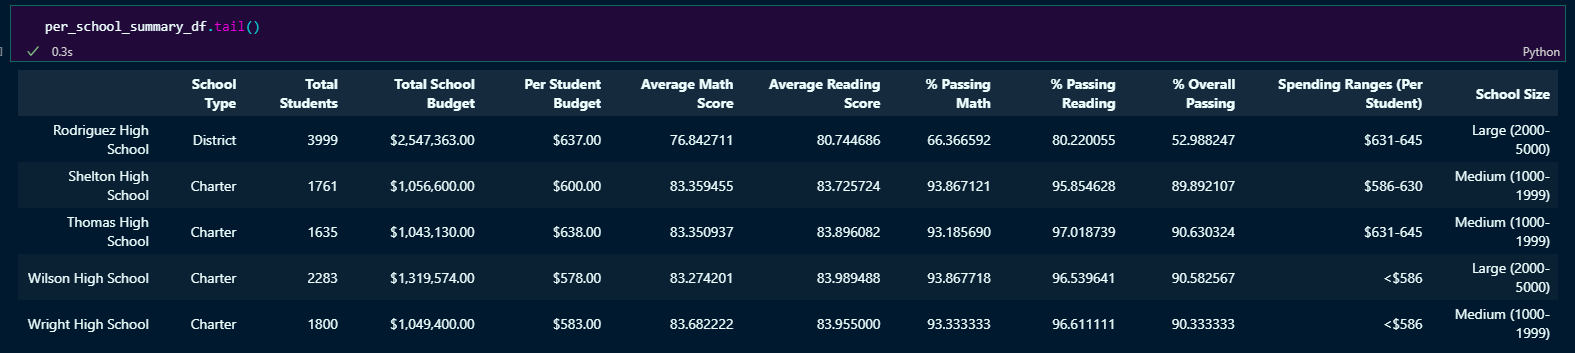 per_school_summary_df.tail()
0.3s
Python
School Type Total Students Total School Budget Per Student Budget Average Math Score Average Reading Score % Passing Math % Passing Reading % Overall Passing Spending Ranges (Per Student) School Size
Rodriguez High School District 3999 $2,547,363.00 $637.00 76.842711 80.744686 66.366592 80.220055 52.988247 $631-645 Large (2000-5000)
Shelton High School Charter 1761 $1,056,600.00 $600.00 83.359455 83.725724 93.867121 95.854628 89.892107 $586-630 Medium (1000-1999)
Thomas High School Charter 1635 $1,043,130.00 $638.00 83.350937 83.896082 93.185690 97.018739 90.630324 $631-645 Medium (1000-1999)
Wilson High School Charter 2283 $1,319,574.00 $578.00 83.274201 83.989488 93.867718 96.539641 90.582567 <$586 Large (2000-5000)
Wright High School Charter 1800 $1,049,400.00 $583.00 83.682222 83.955000 93.333333 96.611111 90.333333 <$586 Medium (1000-1999)